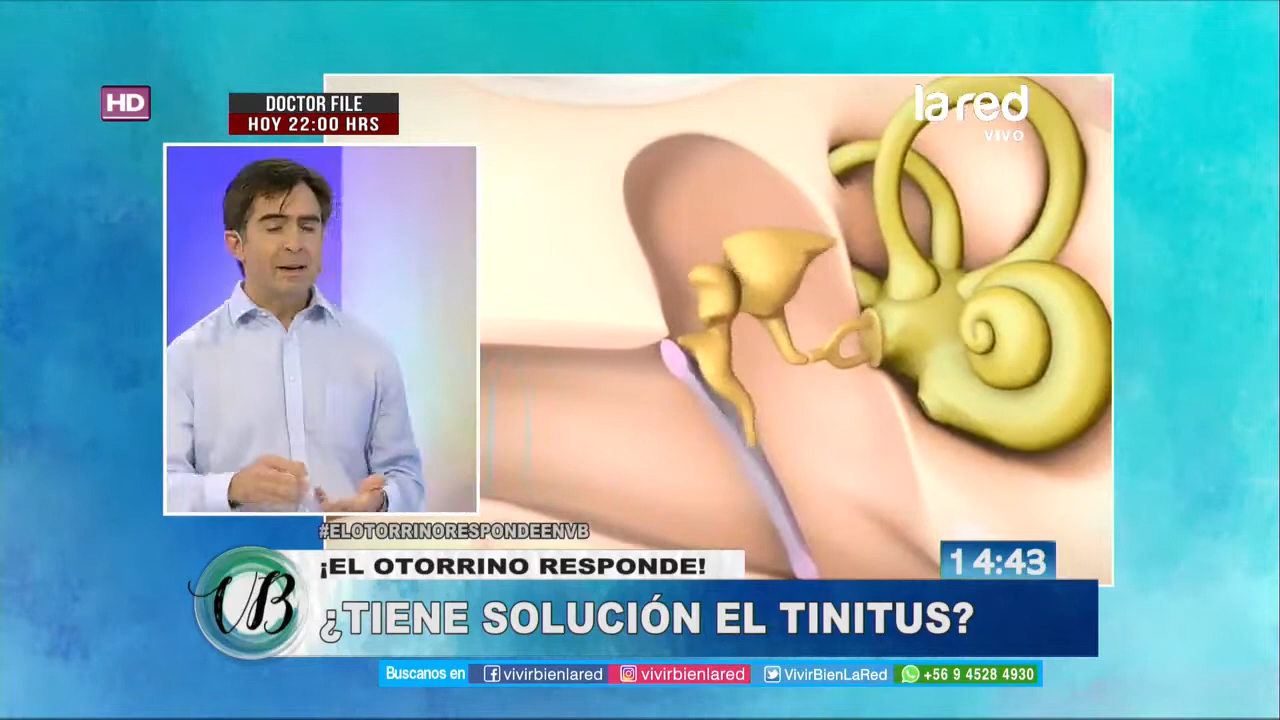 HD
DOCTOR FILE
HOY 22:00 HRS
la red
VIVO
#ELOTORRINORESPONDEENVB
¡EL OTORRINO RESPONDE!
14:43
VB
¿TIENE SOLUCIÓN EL TINITUS?
Buscanos en vivirbienlared vivirbienlared VivirBienLaRed +56 9 4528 4930